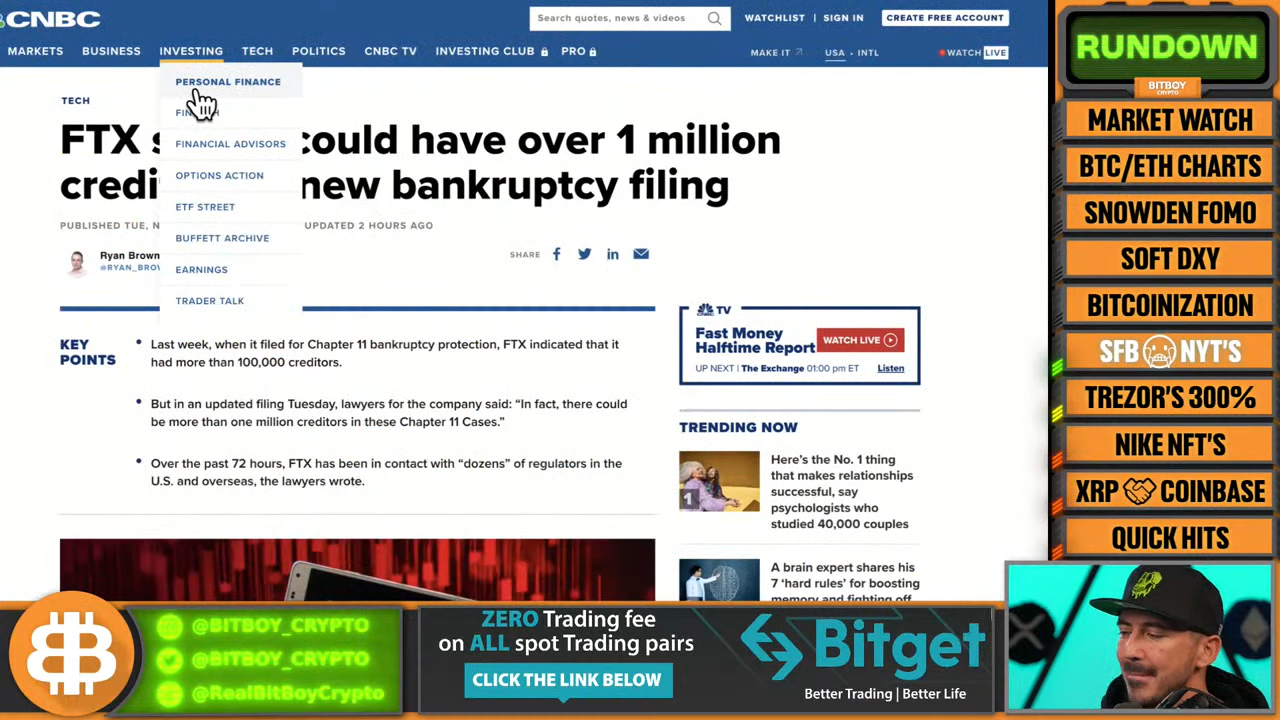 CNBC
Search quotes, news & videos
WATCHLIST | SIGN IN
CREATE FREE ACCOUNT
MARKETS BUSINESS INVESTING TECH POLITICS CNBC TV INVESTING CLUB PRO
MAKE IT USA • INTL
WATCH LIVE
PERSONAL FINANCE
FINANCIAL ADVISORS
OPTIONS ACTION
ETF STREET
BUFFETT ARCHIVE
EARNINGS
TRADER TALK
TECH
FTX could have over 1 million
new bankruptcy filing
PUBLISHED TUE, UPDATED 2 HOURS AGO
Ryan Brown
@RYAN_BROW
SHARE
KEY
POINTS
• Last week, when it filed for Chapter 11 bankruptcy protection, FTX indicated that it
had more than 100,000 creditors.
• But in an updated filing Tuesday, lawyers for the company said: “In fact, there could
be more than one million creditors in these Chapter 11 Cases.”
• Over the past 72 hours, FTX has been in contact with “dozens” of regulators in the
U.S. and overseas, the lawyers wrote.
CNBC TV
Fast Money
Halftime Report
WATCH LIVE
UP NEXT | The Exchange 01:00 pm ET
Listen
TRENDING NOW
1
Here’s the No. 1 thing
that makes relationships
successful, say
psychologists who
studied 40,000 couples
A brain expert shares his
7 ‘hard rules’ for boosting
memory and fighting off
RUNDOWN
BITBOY
CRYPTO
MARKET WATCH
BTC/ETH CHARTS
SNOWDEN FOMO
SOFT DXY
BITCOINIZATION
SFB NYT'S
TREZOR'S 300%
NIKE NFT'S
XRP COINBASE
QUICK HITS
@BITBOY_CRYPTO
@BITBOY_CRYPTO
@RealBitBoyCrypto
ZERO Trading fee
on ALL spot Trading pairs
CLICK THE LINK BELOW
Bitget
Better Trading | Better Life